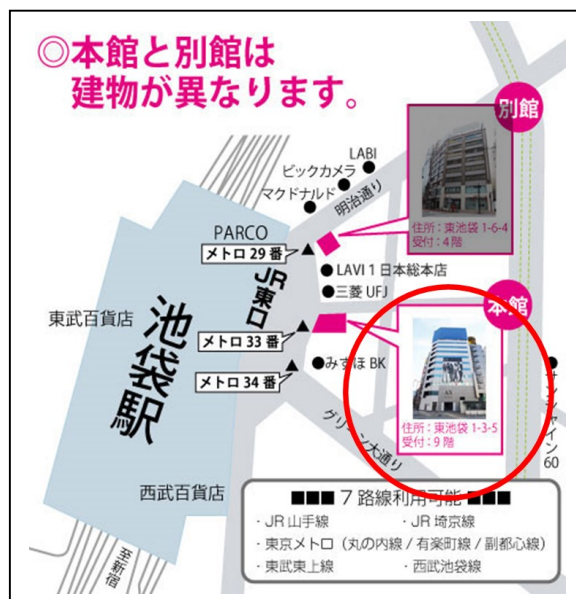 ◎本館と別館は
建物が異なります。
別館
住所：東池袋 1-6-4
受付：4 階
LABI
ビックカメラ
マクドナルド
明治通り
PARCO
メトロ 29 番
JR東口
LAVI 1 日本総本店
三菱 UFJ
本館
東武百貨店
池袋駅
メトロ 33 番
みずほ BK
メトロ 34 番
住所：東池袋 1-3-5
受付：9 階
サンシャイン60
グリーン大通り
西武百貨店
至新宿
■■■ 7 路線利用可能 ■■■
・JR 山手線
・JR 埼京線
・東京メトロ（丸の内線 / 有楽町線 / 副都心線）
・東武東上線
・西武池袋線